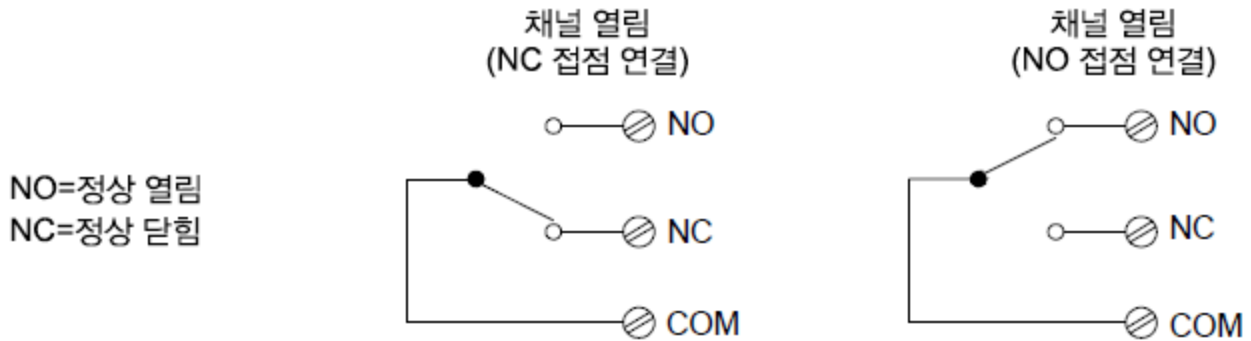 채널 열림
(NC 접점 연결)
채널 열림
(NO 접점 연결)
NO=정상 열림
NC=정상 닫힘
NO
NC
COM
NO
NC
COM